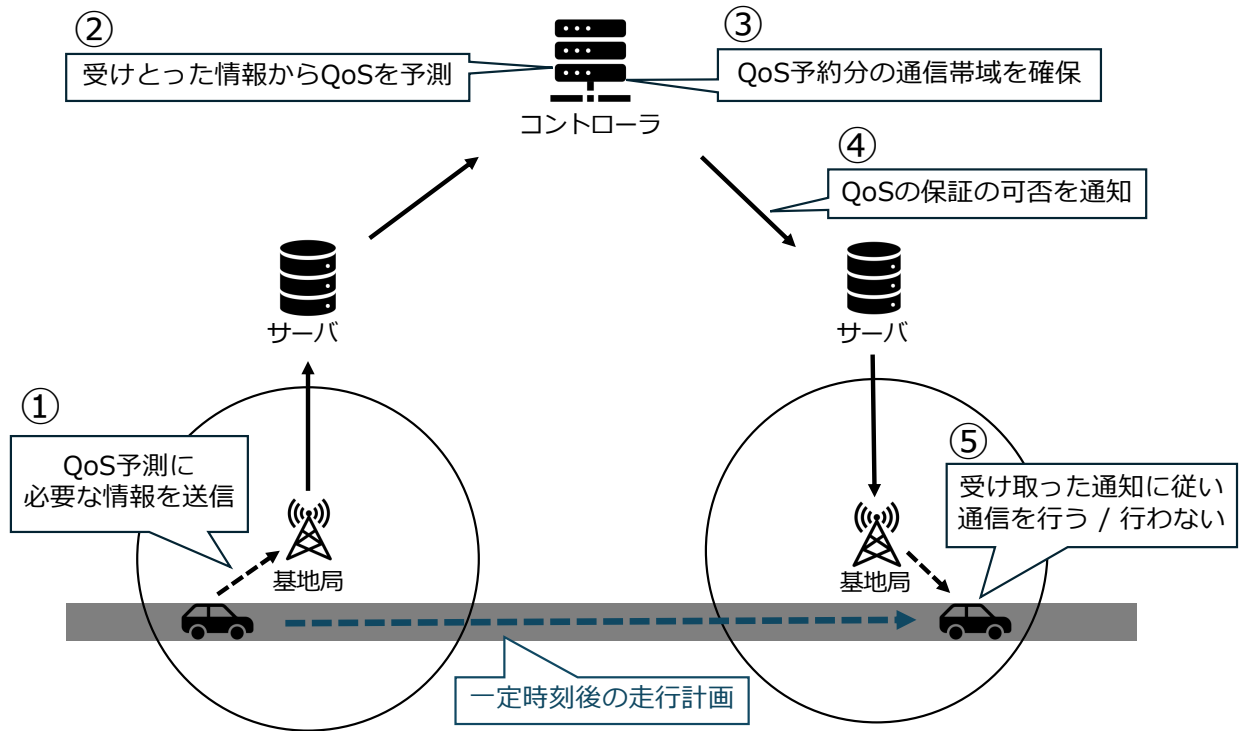 ②
受けとった情報からQoSを予測
③
QoS予約分の通信帯域を確保
コントローラ
④
QoSの保証の可否を通知
サーバ
サーバ
①
QoS予測に
必要な情報を送信
⑤
受け取った通知に従い
通信を行う / 行わない
基地局
基地局
一定時刻後の走行計画